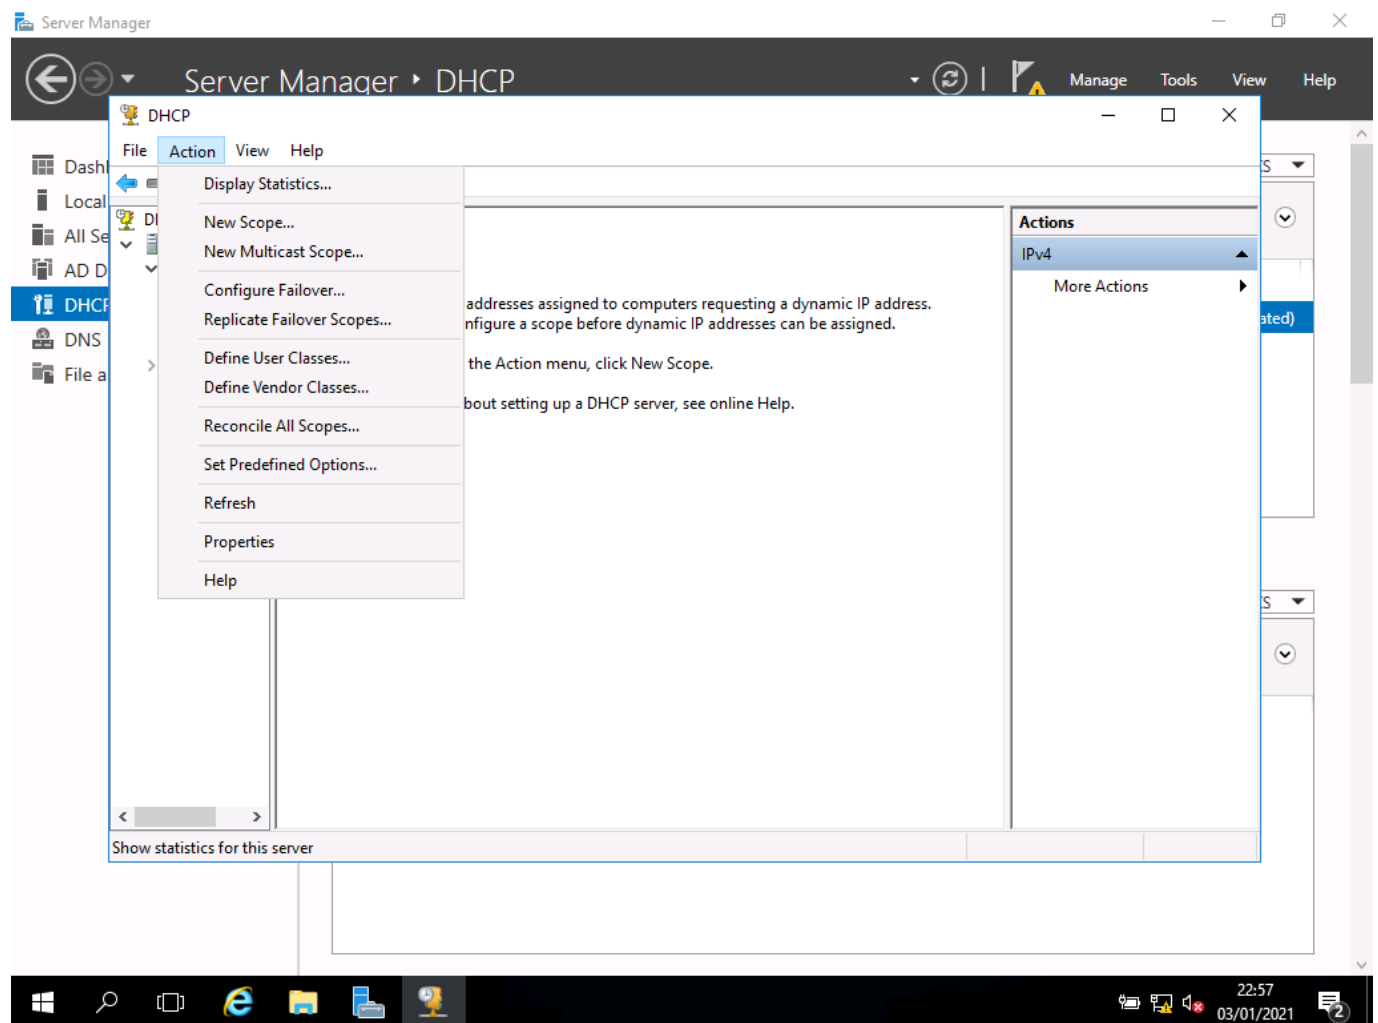 Server Manager
Server Manager ‣ DHCP
Manage Tools View Help
DHCP
File Action View Help
Dash
Local
All Se
AD D
DHCP
DNS
File a
Display Statistics...
New Scope...
New Multicast Scope...
Configure Failover...
Replicate Failover Scopes...
Define User Classes...
Define Vendor Classes...
Reconcile All Scopes...
Set Predefined Options...
Refresh
Properties
Help
addresses assigned to computers requesting a dynamic IP address.
nfigure a scope before dynamic IP addresses can be assigned.
the Action menu, click New Scope.
bout setting up a DHCP server, see online Help.
Actions
IPv4
More Actions
ated)
Show statistics for this server
22:57
03/01/2021
2